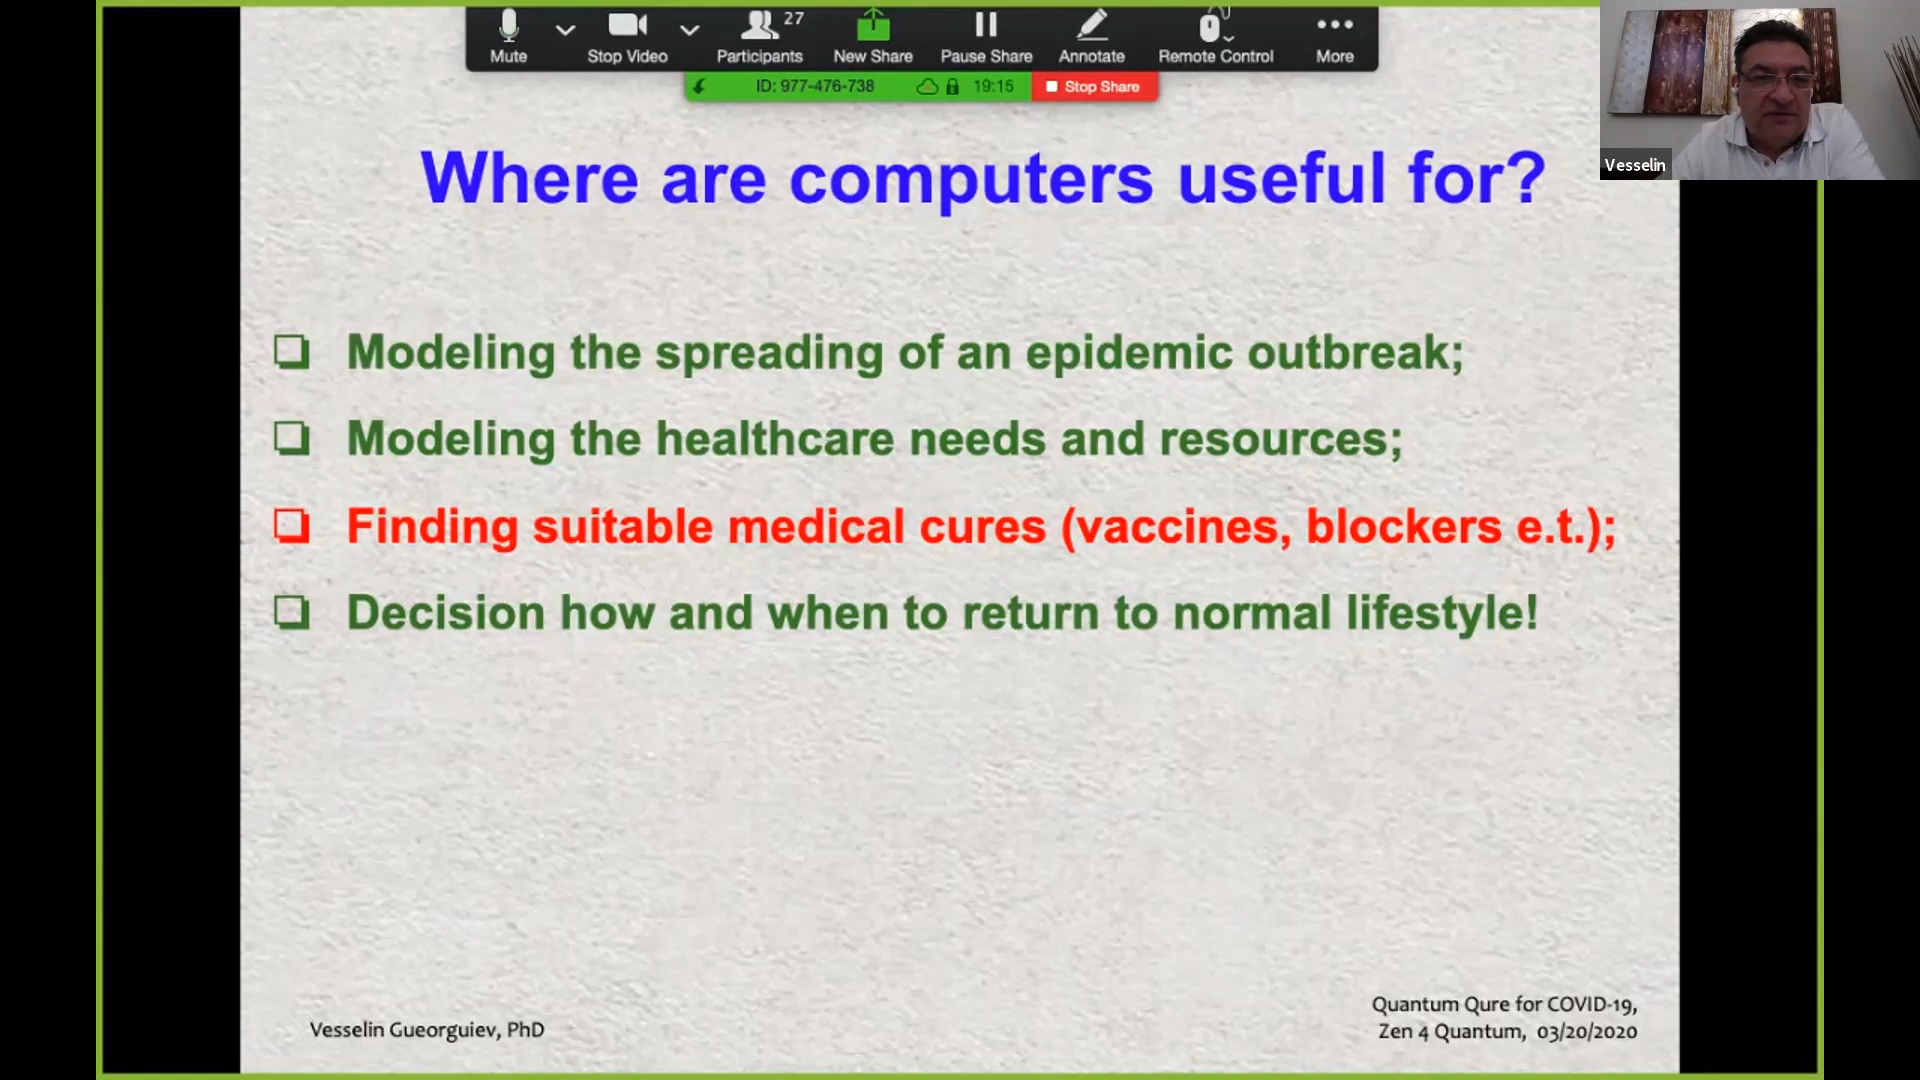 27
Mute
Stop Video
Participants
New Share
Pause Share
Annotate
Remote Control
More
ID: 977-476-738
19:15
Stop Share
Vesselin
Where are computers useful for?
Modeling the spreading of an epidemic outbreak;
Modeling the healthcare needs and resources;
Finding suitable medical cures (vaccines, blockers e.t.);
Decision how and when to return to normal lifestyle!
Vesselin Gueorguiev, PhD
Quantum Qure for COVID-19,
Zen 4 Quantum, 03/20/2020